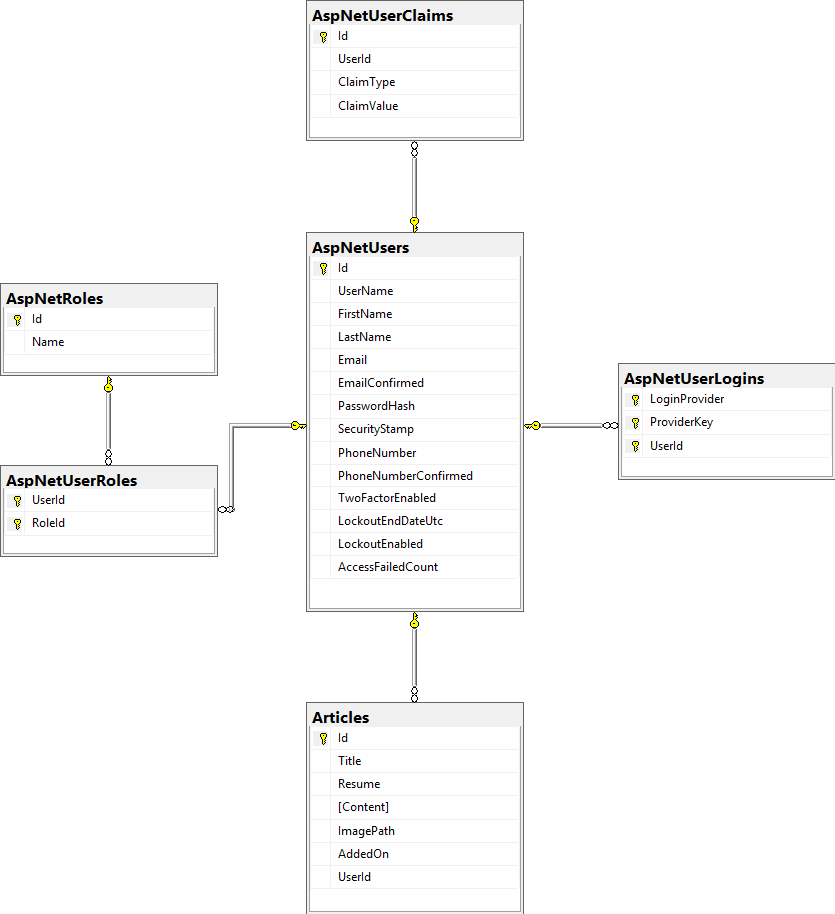 AspNetUserClaims
Id
UserId
ClaimType
ClaimValue
AspNetUsers
Id
UserName
FirstName
LastName
Email
EmailConfirmed
PasswordHash
SecurityStamp
PhoneNumber
PhoneNumberConfirmed
TwoFactorEnabled
LockoutEndDateUtc
LockoutEnabled
AccessFailedCount
AspNetRoles
Id
Name
AspNetUserRoles
UserId
RoleId
AspNetUserLogins
LoginProvider
ProviderKey
UserId
Articles
Id
Title
Resume
[Content]
ImagePath
AddedOn
UserId